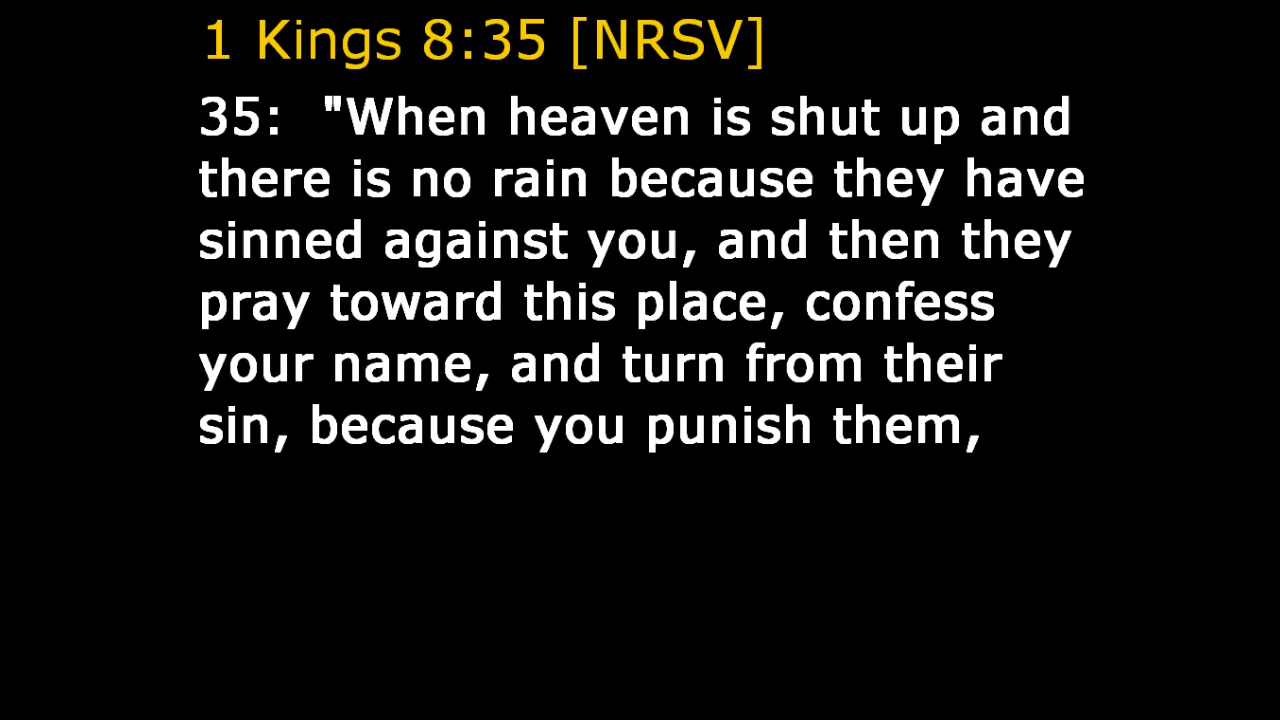 1 Kings 8:35 [NRSV]
35:  "When heaven is shut up and
there is no rain because they have
sinned against you, and then they
pray toward this place, confess
your name, and turn from their
sin, because you punish them,